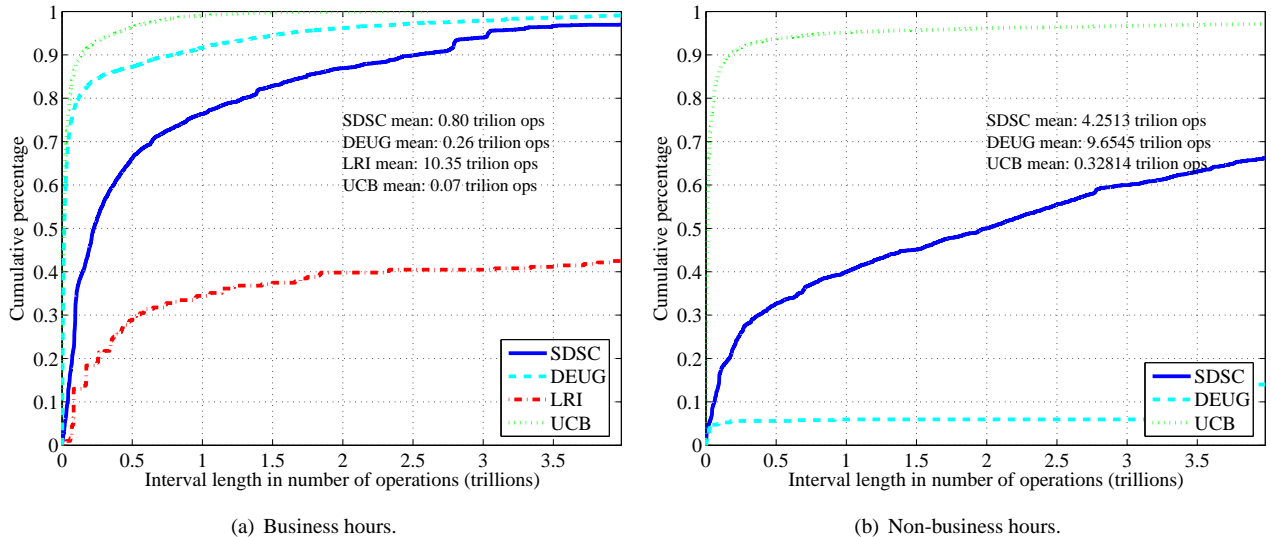 1
0.9
0.8
0.7
0.6
0.5
0.4
0.3
0.2
0.1
0
Cumulative percentage
SDSC mean: 0.80 trilion ops
DEUG mean: 0.26 trilion ops
LRI mean: 10.35 trilion ops
UCB mean: 0.07 trilion ops
SDSC
DEUG
LRI
UCB
0 0.5 1 1.5 2 2.5 3 3.5
Interval length in number of operations (trillions)
(a) Business hours.
1
0.9
0.8
0.7
0.6
0.5
0.4
0.3
0.2
0.1
0
Cumulative percentage
SDSC mean: 4.2513 trilion ops
DEUG mean: 9.6545 trilion ops
UCB mean: 0.32814 trilion ops
SDSC
DEUG
UCB
0 0.5 1 1.5 2 2.5 3 3.5
Interval length in number of operations (trillions)
(b) Non-business hours.